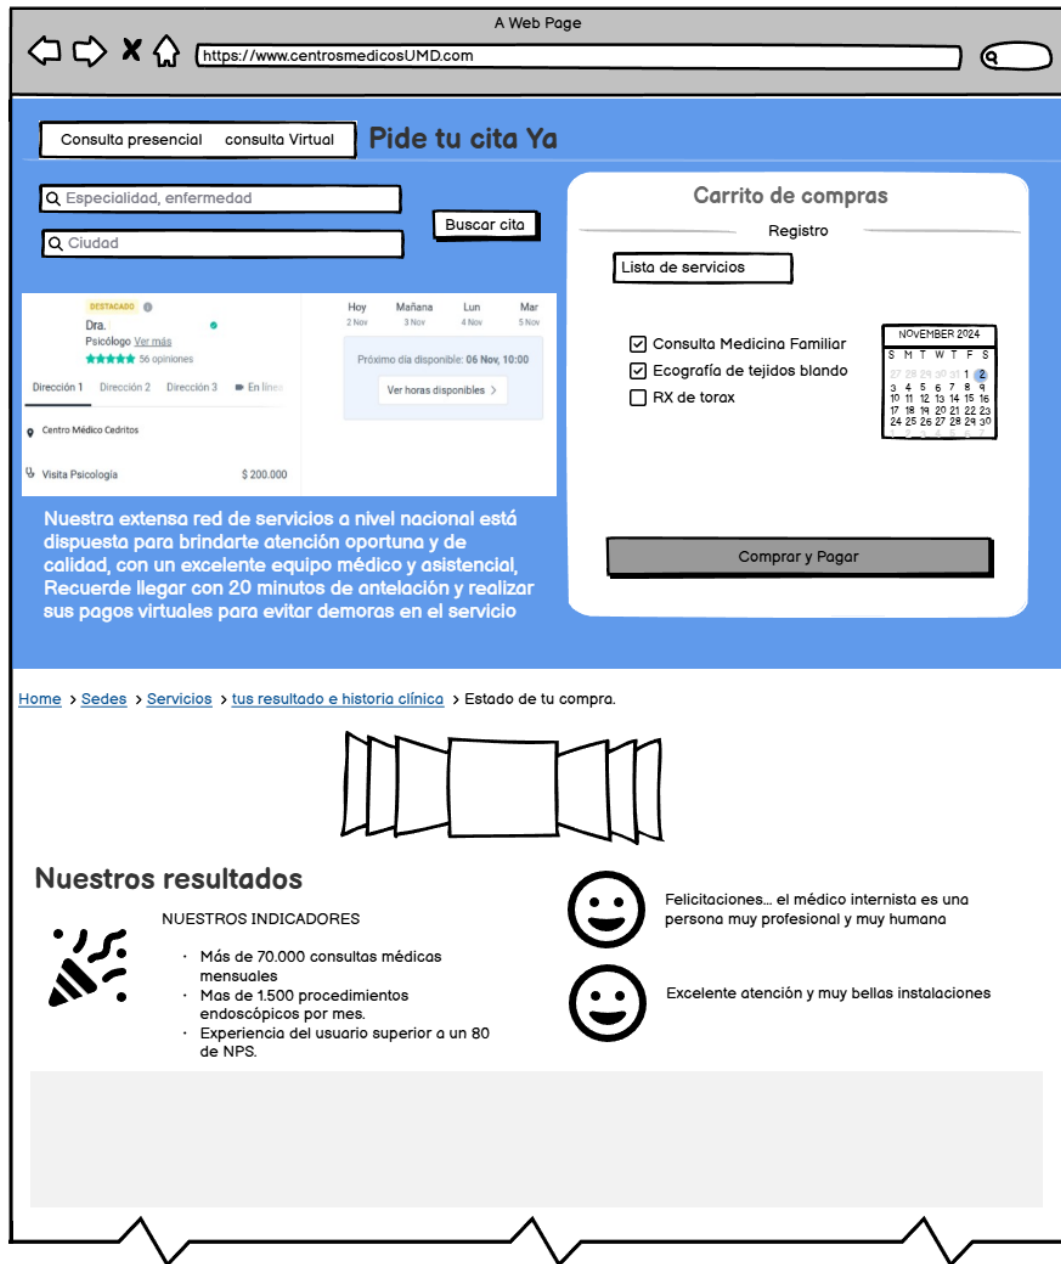 A Web Page
https://www.centrosmedicosUMD.com
Consulta presencial consulta Virtual
Pide tu cita Ya
Especialidad, enfermedad
Ciudad
Buscar cita
DESTACADO
Dra.
Psicólogo Ver más
56 opiniones
Dirección 1 Dirección 2 Dirección 3 En línea
Centro Médico Cedritos
Visita Psicología $ 200.000
Hoy Mañana Lun Mar
2 Nov 3 Nov 4 Nov 5 Nov
Próximo día disponible: 06 Nov, 10:00
Ver horas disponibles >
Nuestra extensa red de servicios a nivel nacional está
dispuesta para brindarte atención oportuna y de
calidad, con un excelente equipo médico y asistencial,
Recuerde llegar con 20 minutos de antelación y realizar
sus pagos virtuales para evitar demoras en el servicio
Carrito de compras
Registro
Lista de servicios
Consulta Medicina Familiar
Ecografía de tejidos blando
RX de torax
NOVEMBER 2024
S M T W T F S
27 28 29 30 31 1 2
3 4 5 6 7 8 9
10 11 12 13 14 15 16
17 18 19 20 21 22 23
24 25 26 27 28 29 30
1 2 3 4 5 6 7
Comprar y Pagar
Home > Sedes > Servicios > tus resultado e historia clínica > Estado de tu compra.
Nuestros resultados
NUESTROS INDICADORES
· Más de 70.000 consultas médicas
mensuales
· Mas de 1.500 procedimientos
endoscópicos por mes.
· Experiencia del usuario superior a un 80
de NPS.
Felicitaciones... el médico internista es una
persona muy profesional y muy humana
Excelente atención y muy bellas instalaciones